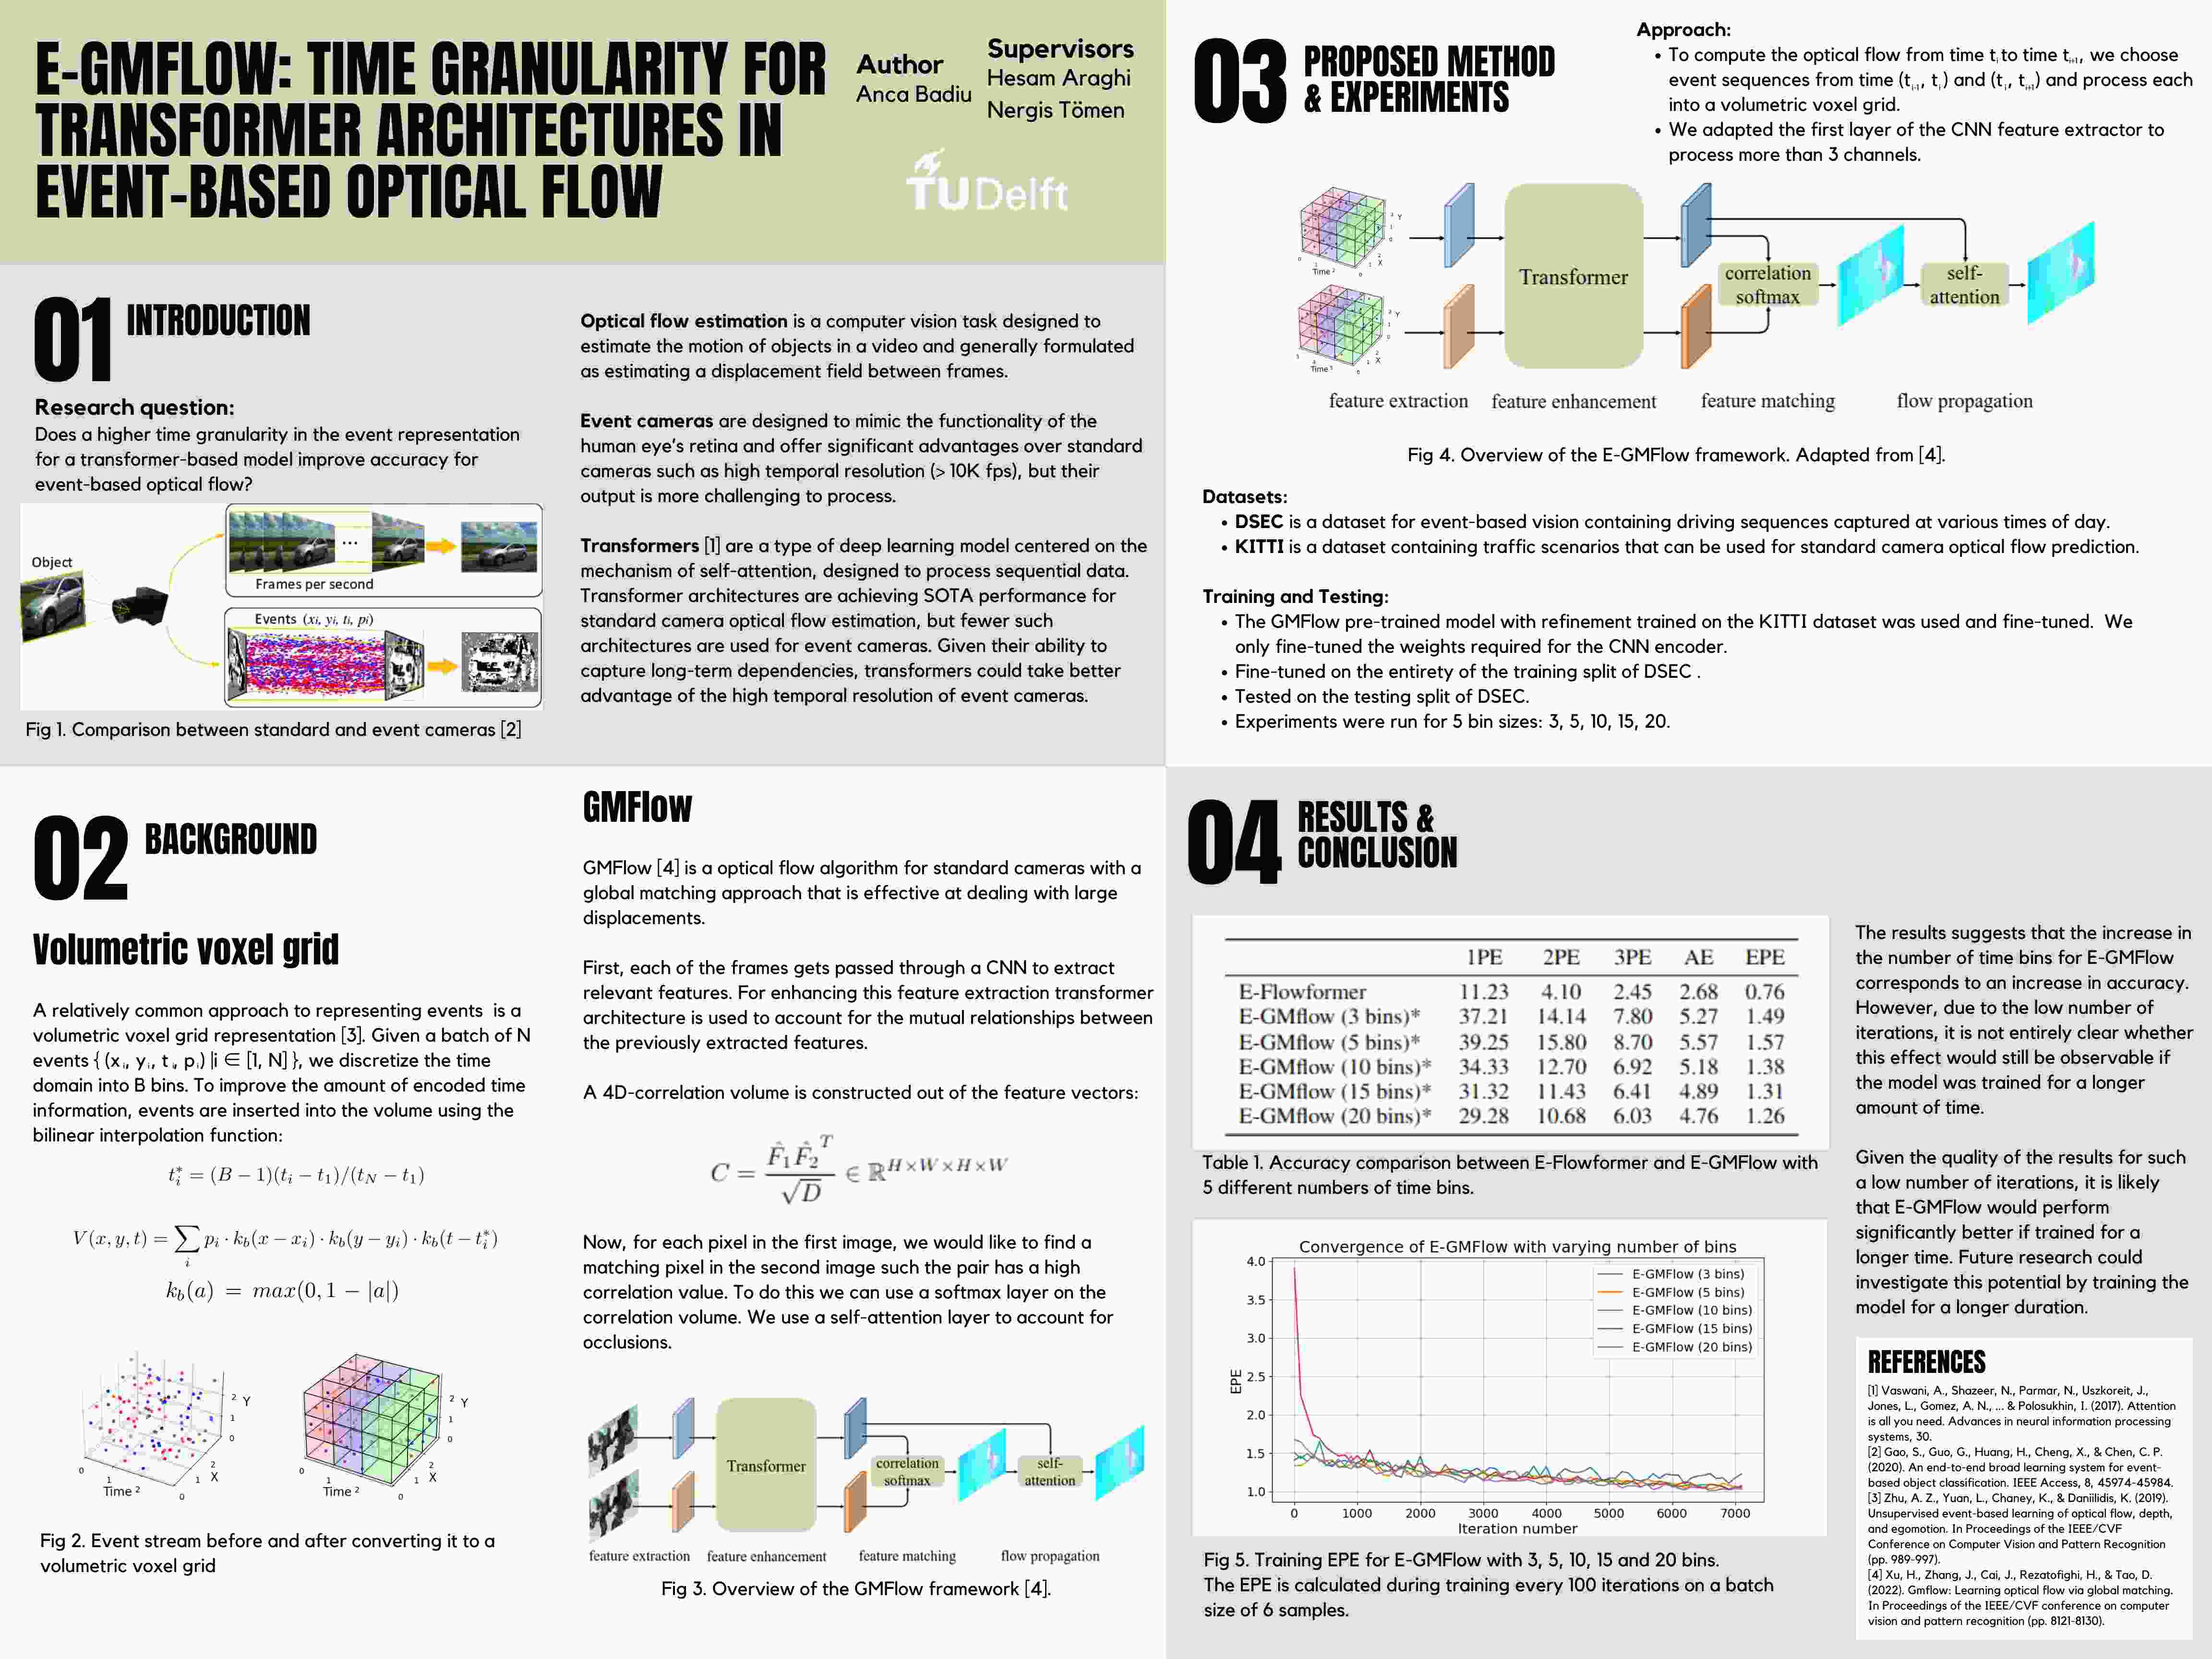 E-GMFLOW: TIME GRANULARITY FOR
TRANSFORMER ARCHITECTURES IN
EVENT-BASED OPTICAL FLOW
Author
Anca Badiu
Supervisors
Hesam Araghi
Nergis Tömen
TU Delft
01 INTRODUCTION
Research question:
Does a higher time granularity in the event representation
for a transformer-based model improve accuracy for
event-based optical flow?
Object
Frames per second
...
Events (xi, yi, ti, pi)
Fig 1. Comparison between standard and event cameras [2]
Optical flow estimation is a computer vision task designed to
estimate the motion of objects in a video and generally formulated
as estimating a displacement field between frames.
Event cameras are designed to mimic the functionality of the
human eye's retina and offer significant advantages over standard
cameras such as high temporal resolution (> 10K fps), but their
output is more challenging to process.
Transformers [1] are a type of deep learning model centered on the
mechanism of self-attention, designed to process sequential data.
Transformer architectures are achieving SOTA performance for
standard camera optical flow estimation, but fewer such
architectures are used for event cameras. Given their ability to
capture long-term dependencies, transformers could take better
advantage of the high temporal resolution of event cameras.
02 BACKGROUND
Volumetric voxel grid
A relatively common approach to representing events is a
volumetric voxel grid representation [3]. Given a batch of N
events { (xᵢ, yᵢ, tᵢ, pᵢ) |i ∈ [1, N] }, we discretize the time
domain into B bins. To improve the amount of encoded time
information, events are inserted into the volume using the
bilinear interpolation function:
t*ᵢ = (B − 1)(tᵢ − t₁)/(t_N − t₁)
V(x, y, t) = ∑ᵢ pᵢ · k_b(x − xᵢ) · k_b(y − yᵢ) · k_b(t − t*ᵢ)
k_b(a) = max(0, 1 − |a|)
0 1 Time 2 0 1 X 2 0 1 2 Y
0 1 Time 2 0 1 X 2 0 1 2 Y
Fig 2. Event stream before and after converting it to a
volumetric voxel grid
GMFlow
GMFlow [4] is a optical flow algorithm for standard cameras with a
global matching approach that is effective at dealing with large
displacements.
First, each of the frames gets passed through a CNN to extract
relevant features. For enhancing this feature extraction transformer
architecture is used to account for the mutual relationships between
the previously extracted features.
A 4D-correlation volume is constructed out of the feature vectors:
C = F̂₁F̂₂ᵀ / √D ∈ ℝ^{H×W×H×W}
Now, for each pixel in the first image, we would like to find a
matching pixel in the second image such the pair has a high
correlation value. To do this we can use a softmax layer on the
correlation volume. We use a self-attention layer to account for
occlusions.
Transformer
correlation
softmax
self-
attention
feature extraction feature enhancement feature matching flow propagation
Fig 3. Overview of the GMFlow framework [4].
03 PROPOSED METHOD
& EXPERIMENTS
Approach:
• To compute the optical flow from time tᵢ to time tᵢ₊₁, we choose
event sequences from time (tᵢ₋₁, tᵢ) and (tᵢ, tᵢ₊₁) and process each
into a volumetric voxel grid.
• We adapted the first layer of the CNN feature extractor to
process more than 3 channels.
Transformer
correlation
softmax
self-
attention
feature extraction feature enhancement feature matching flow propagation
Fig 4. Overview of the E-GMFlow framework. Adapted from [4].
Datasets:
• DSEC is a dataset for event-based vision containing driving sequences captured at various times of day.
• KITTI is a dataset containing traffic scenarios that can be used for standard camera optical flow prediction.
Training and Testing:
• The GMFlow pre-trained model with refinement trained on the KITTI dataset was used and fine-tuned. We
only fine-tuned the weights required for the CNN encoder.
• Fine-tuned on the entirety of the training split of DSEC .
• Tested on the testing split of DSEC.
• Experiments were run for 5 bin sizes: 3, 5, 10, 15, 20.
04 RESULTS &
CONCLUSION
1PE 2PE 3PE AE EPE
E-Flowformer 11.23 4.10 2.45 2.68 0.76
E-GMflow (3 bins)* 37.21 14.14 7.80 5.27 1.49
E-GMflow (5 bins)* 39.25 15.80 8.70 5.57 1.57
E-GMflow (10 bins)* 34.33 12.70 6.92 5.18 1.38
E-GMflow (15 bins)* 31.32 11.43 6.41 4.89 1.31
E-GMflow (20 bins)* 29.28 10.68 6.03 4.76 1.26
Table 1. Accuracy comparison between E-Flowformer and E-GMFlow with
5 different numbers of time bins.
Convergence of E-GMFlow with varying number of bins
E-GMFlow (3 bins)
E-GMFlow (5 bins)
E-GMFlow (10 bins)
E-GMFlow (15 bins)
E-GMFlow (20 bins)
EPE
4.0
3.5
3.0
2.5
2.0
1.5
1.0
0 1000 2000 3000 4000 5000 6000 7000
Iteration number
Fig 5. Training EPE for E-GMFlow with 3, 5, 10, 15 and 20 bins.
The EPE is calculated during training every 100 iterations on a batch
size of 6 samples.
The results suggests that the increase in
the number of time bins for E-GMFlow
corresponds to an increase in accuracy.
However, due to the low number of
iterations, it is not entirely clear whether
this effect would still be observable if
the model was trained for a longer
amount of time.
Given the quality of the results for such
a low number of iterations, it is likely
that E-GMFlow would perform
significantly better if trained for a
longer time. Future research could
investigate this potential by training the
model for a longer duration.
REFERENCES
[1] Vaswani, A., Shazeer, N., Parmar, N., Uszkoreit, J.,
Jones, L., Gomez, A. N., ... & Polosukhin, I. (2017). Attention
is all you need. Advances in neural information processing
systems, 30.
[2] Gao, S., Guo, G., Huang, H., Cheng, X., & Chen, C. P.
(2020). An end-to-end broad learning system for event-
based object classification. IEEE Access, 8, 45974-45984.
[3] Zhu, A. Z., Yuan, L., Chaney, K., & Daniilidis, K. (2019).
Unsupervised event-based learning of optical flow, depth,
and egomotion. In Proceedings of the IEEE/CVF
Conference on Computer Vision and Pattern Recognition
(pp. 989-997).
[4] Xu, H., Zhang, J., Cai, J., Rezatofighi, H., & Tao, D.
(2022). Gmflow: Learning optical flow via global matching.
In Proceedings of the IEEE/CVF conference on computer
vision and pattern recognition (pp. 8121-8130).